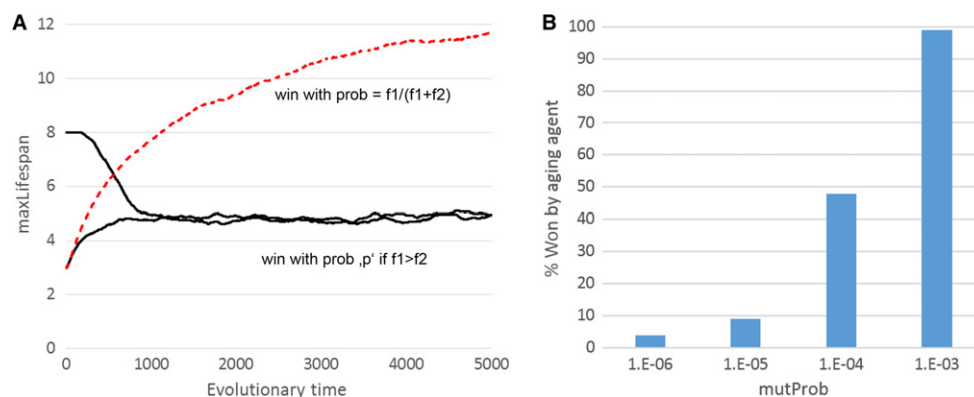 A
maxLifespan
12
10
8
6
4
2
0
win with prob = f1/(f1+f2)
win with prob ‚p‘ if f1>f2
0 1000 2000 3000 4000 5000
Evolutionary time
B
% Won by aging agent
100
90
80
70
60
50
40
30
20
10
0
1.E-06 1.E-05 1.E-04 1.E-03
mutProb